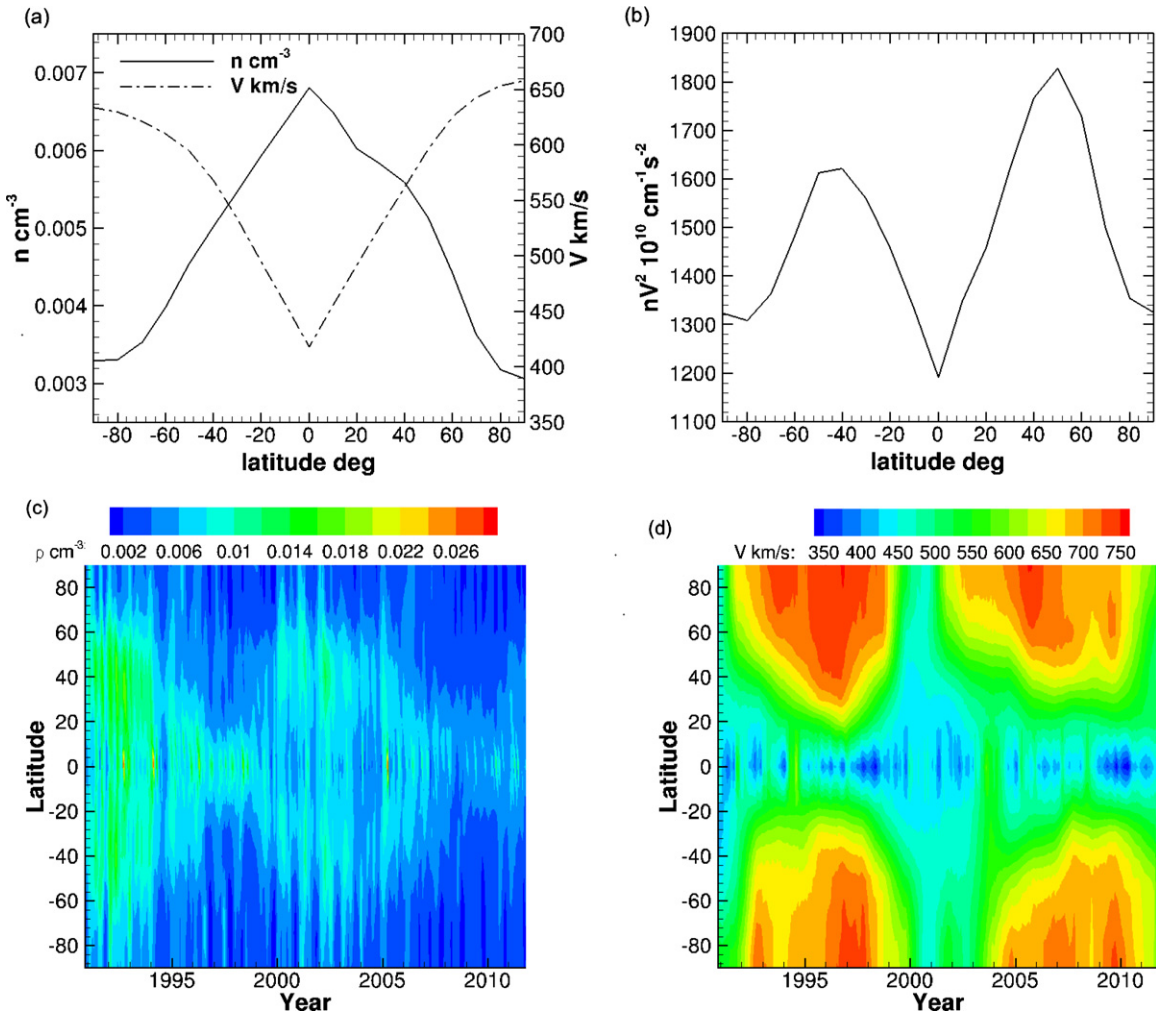 (a)
n cm⁻³
V km/s
0.007
0.006
0.005
0.004
0.003
n cm⁻³
700
650
600
550
500
450
400
350
V km/s
-80 -60 -40 -20 0 20 40 60 80
latitude deg
(b)
1900
1800
1700
1600
1500
1400
1300
1200
1100
nV² 10¹⁰ cm⁻¹s⁻²
-80 -60 -40 -20 0 20 40 60 80
latitude deg
(c)
ρ cm⁻³: 0.002 0.006 0.01 0.014 0.018 0.022 0.026
80
60
40
20
0
-20
-40
-60
-80
Latitude
1995 2000 2005 2010
Year
(d)
V km/s: 350 400 450 500 550 600 650 700 750
80
60
40
20
0
-20
-40
-60
-80
Latitude
1995 2000 2005 2010
Year